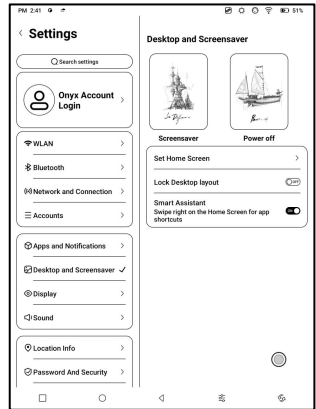 PM 2:41
51%
Settings
Search settings
Onyx Account
Login
WLAN
Bluetooth
Network and Connection
Accounts
Apps and Notifications
Desktop and Screensaver
Display
Sound
Location Info
Password And Security
Desktop and Screensaver
Screensaver
Power off
Set Home Screen
Lock Desktop layout
OFF
Smart Assistant
Swipe right on the Home Screen for app
shortcuts
ON